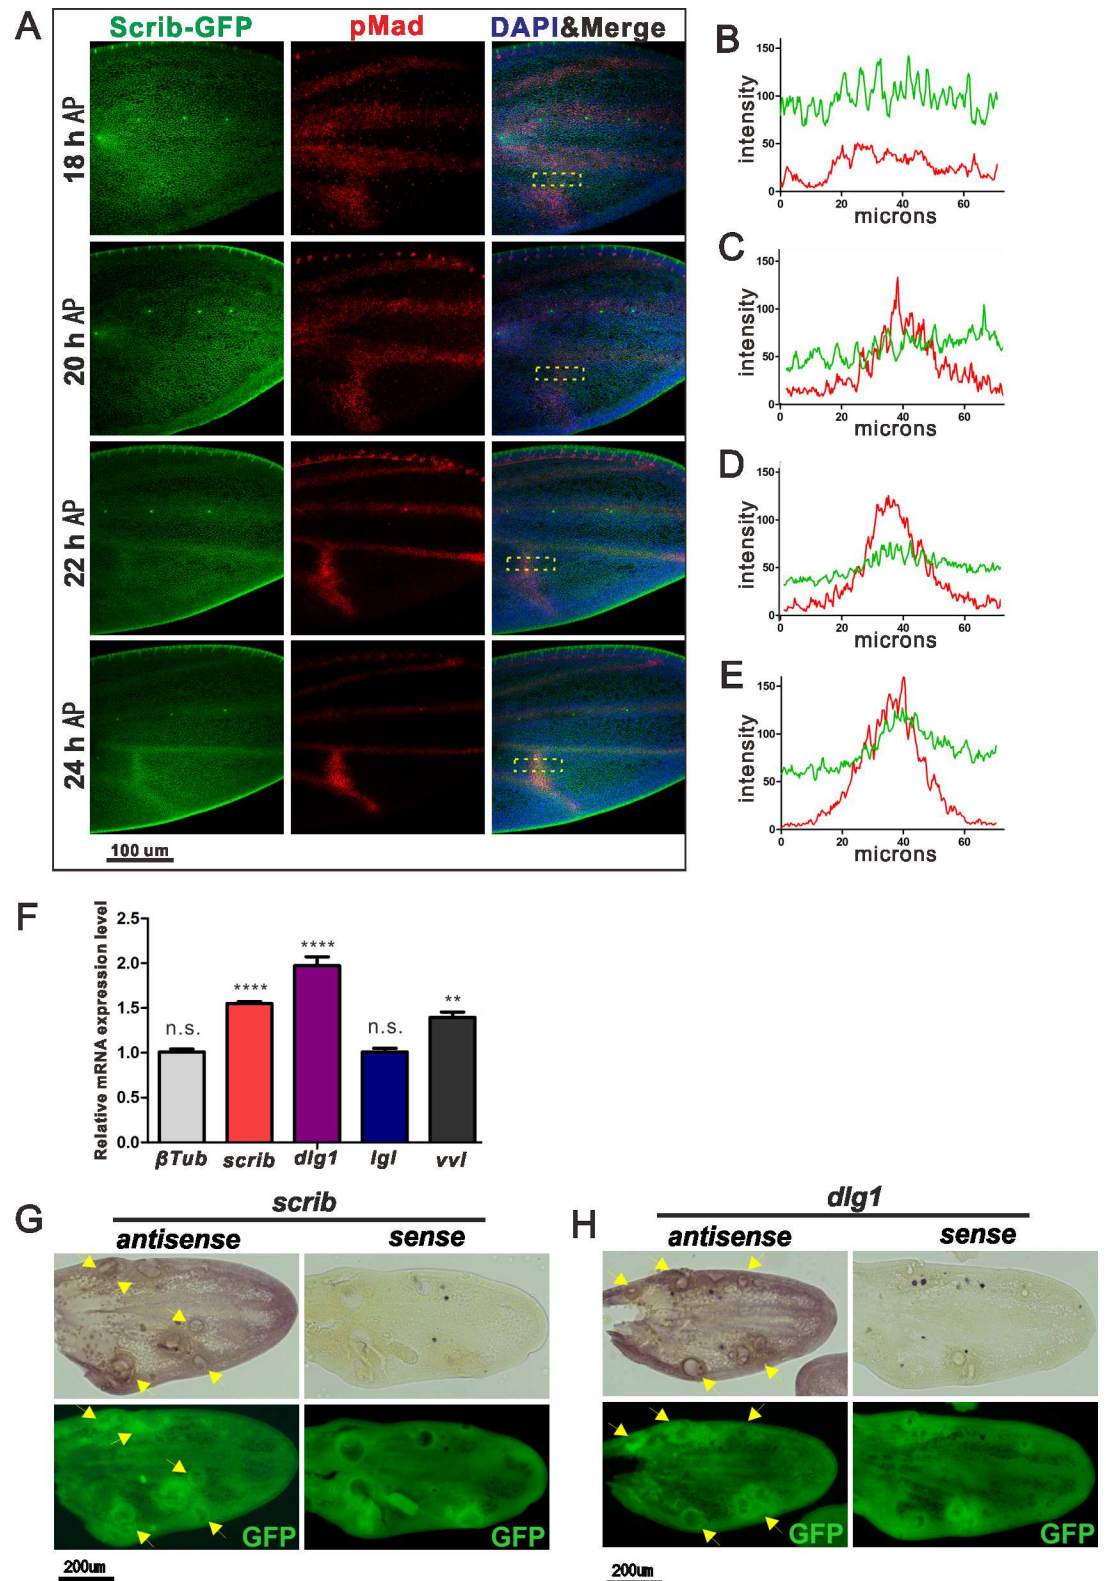 A
Scrib-GFP pMad DAPI&Merge
18 h AP
20 h AP
22 h AP
24 h AP
100 um
B
150
100
50
0
intensity
0 20 40 60
microns
C
150
100
50
0
intensity
0 20 40 60
microns
D
150
100
50
0
intensity
0 20 40 60
microns
E
150
100
50
0
intensity
0 20 40 60
microns
F
Relative mRNA expression level
2.5
2.0
1.5
1.0
0.5
0.0
n.s. **** **** n.s. **
βTub scrib dlg1 lgl vvl
G
scrib
antisense sense
GFP GFP
200um
H
dlg1
antisense sense
GFP GFP
200um